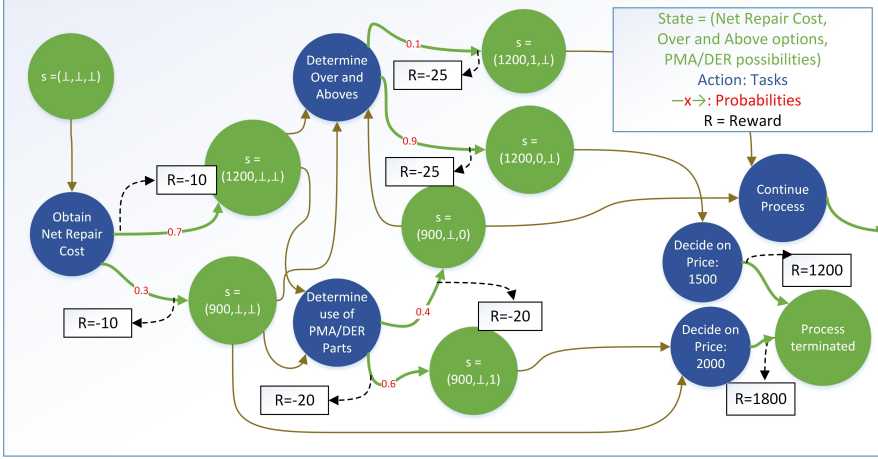 s =(⊥,⊥,⊥)
Obtain
Net Repair
Cost
R=-10
0.7
s =
(1200,⊥,⊥)
0.3
R=-10
s =
(900,⊥,⊥)
Determine
Over and
Aboves
0.1
R=-25
s =
(1200,1,⊥)
0.9
R=-25
s =
(1200,0,⊥)
s =
(900,⊥,0)
Determine
use of
PMA/DER
Parts
0.4
R=-20
0.6
R=-20
s =
(900,⊥,1)
State = (Net Repair Cost,
Over and Above options,
PMA/DER possibilities)
Action: Tasks
—x→: Probabilities
R = Reward
Continue
Process
Decide on
Price:
1500
R=1200
Decide on
Price:
2000
R=1800
Process
terminated